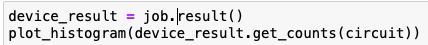 device_result = job.result()
plot_histogram(device_result.get_counts(circuit))